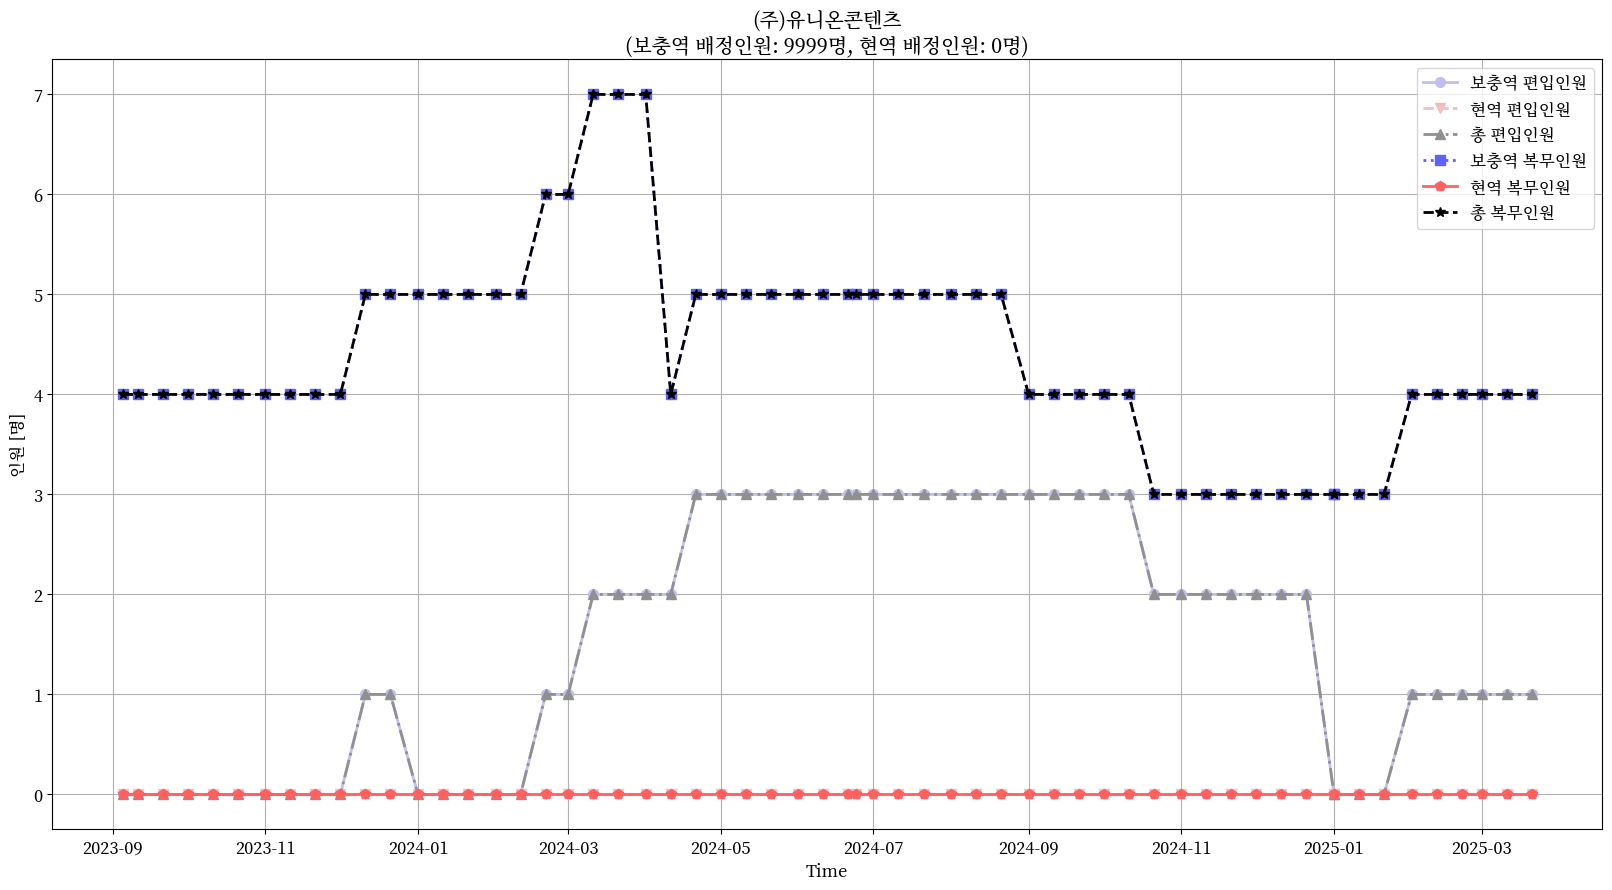 (주)유니온콘텐츠
(보충역 배정인원: 9999명, 현역 배정인원: 0명)
보충역 편입인원
현역 편입인원
총 편입인원
보충역 복무인원
현역 복무인원
총 복무인원
인원 [명]
7
6
5
4
3
2
1
0
2023-09
2023-11
2024-01
2024-03
2024-05
2024-07
2024-09
2024-11
2025-01
2025-03
Time